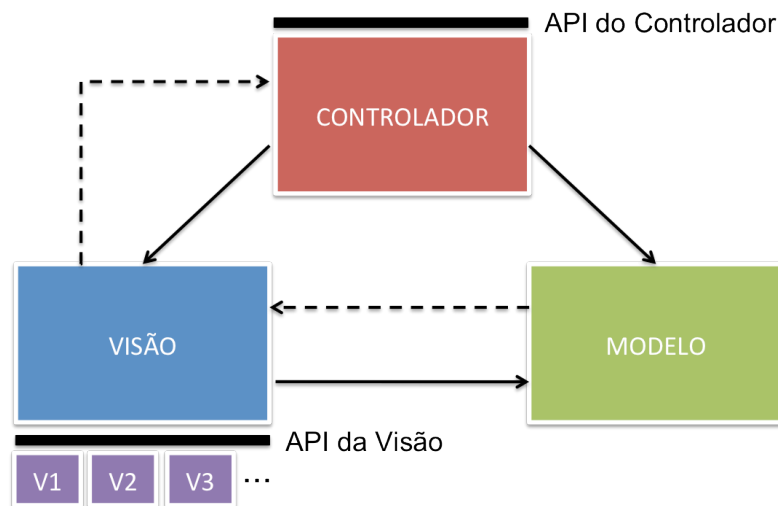 API do Controlador
CONTROLADOR
VISÃO
MODELO
API da Visão
V1 V2 V3 ...